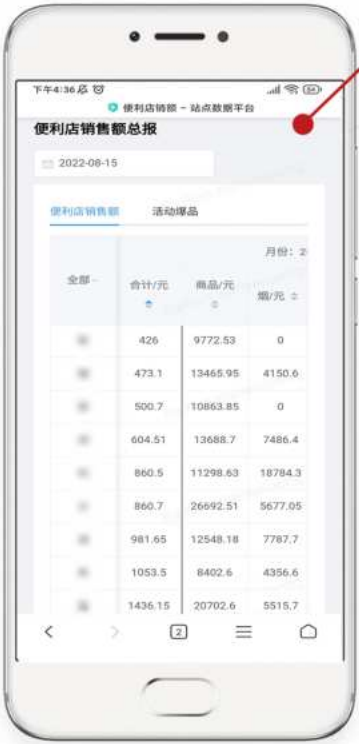 下午4:36
54
便利店销额 - 站点数据平台
便利店销售额总报
2022-08-15
便利店销售额 活动爆品
月份: 2
全部 合计/元 商品/元 烟/元
426 9772.53 0
473.1 13465.95 4150.6
500.7 10863.85 0
604.51 13688.7 7486.4
860.5 11298.63 18784.3
860.7 26692.51 5677.05
981.65 12548.18 7787.7
1053.5 8402.6 4356.6
1436.15 20702.6 5515.7
2